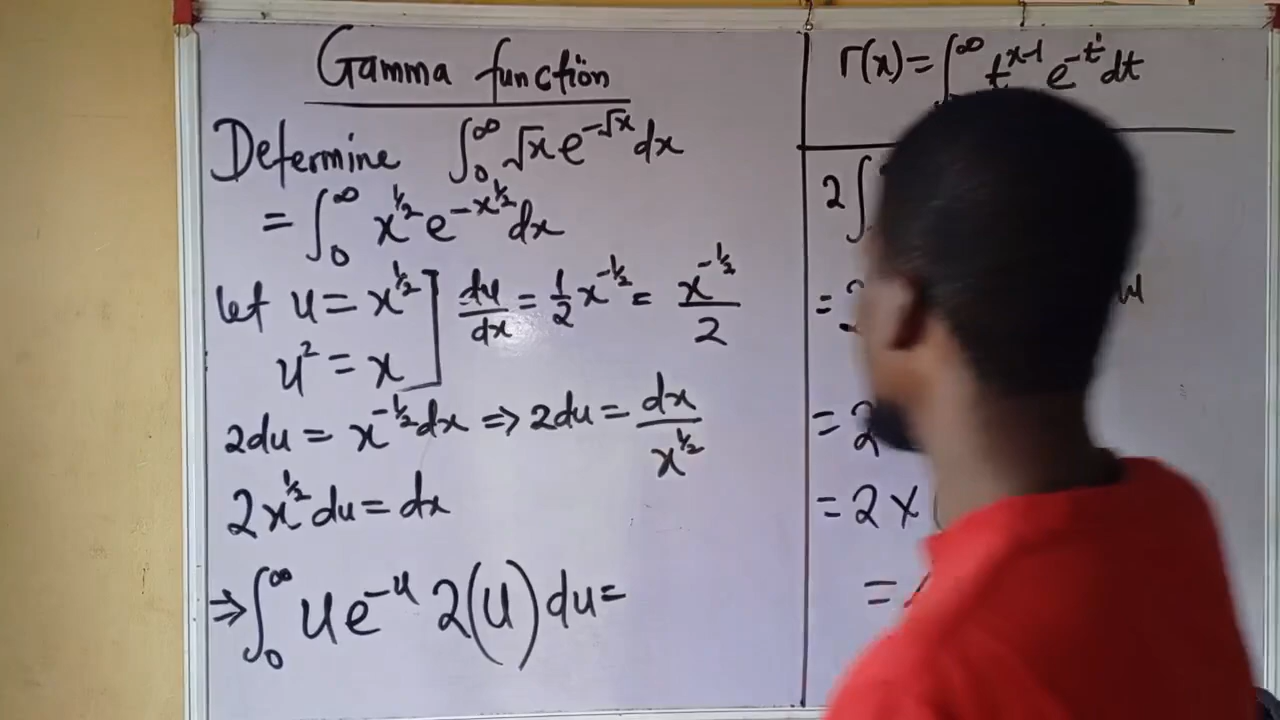 Gamma function
Determine ∫₀^∞ √x e^(-√x) dx
= ∫₀^∞ x^(1/2) e^(-x^(1/2)) dx
let u = x^(1/2)
u² = x
du/dx = 1/2 x^(-1/2) = x^(-1/2)/2
2du = x^(-1/2) dx ⇒ 2du = dx/x^(1/2)
2x^(1/2) du = dx
⇒ ∫₀^∞ u e^(-u) 2(u) du =
Γ(x) = ∫^∞ t^(x-1) e^(-t) dt
2∫
=
= 2
= 2 × (
=